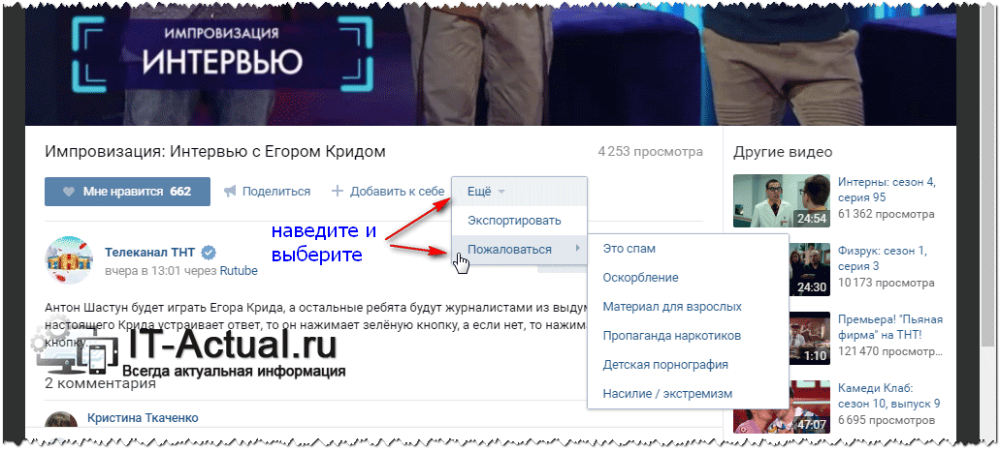 ИМПРОВИЗАЦИЯ
ИНТЕРВЬЮ
Импровизация: Интервью с Егором Кридом
4 253 просмотра
Мне нравится 662
Поделиться
Добавить к себе
Ещё
Экспортировать
Пожаловаться
Это спам
Оскорбление
Материал для взрослых
Пропаганда наркотиков
Детская порнография
Насилие / экстремизм
наведите и
выберите
Телеканал ТНТ
вчера в 13:01 через Rutube
Антон Шастун будет играть Егора Крида, а остальные ребята будут журналистами из
настоящего Крида устраивает ответ, то он нажимает зелёную кнопку, а если нет, то
кнопку.
IT-Actual.ru
Всегда актуальная информация
2 комментария
Кристина Ткаченко
Другие видео
24:54
Интерны: сезон 4,
серия 95
61 362 просмотра
24:30
Физрук: сезон 1,
серия 3
10 173 просмотра
1:10
Премьера! "Пьяная
фирма" на ТНТ!
121 470 просмотр...
47:07
Камеди Клаб:
сезон 10, выпуск 9
6 695 просмотров